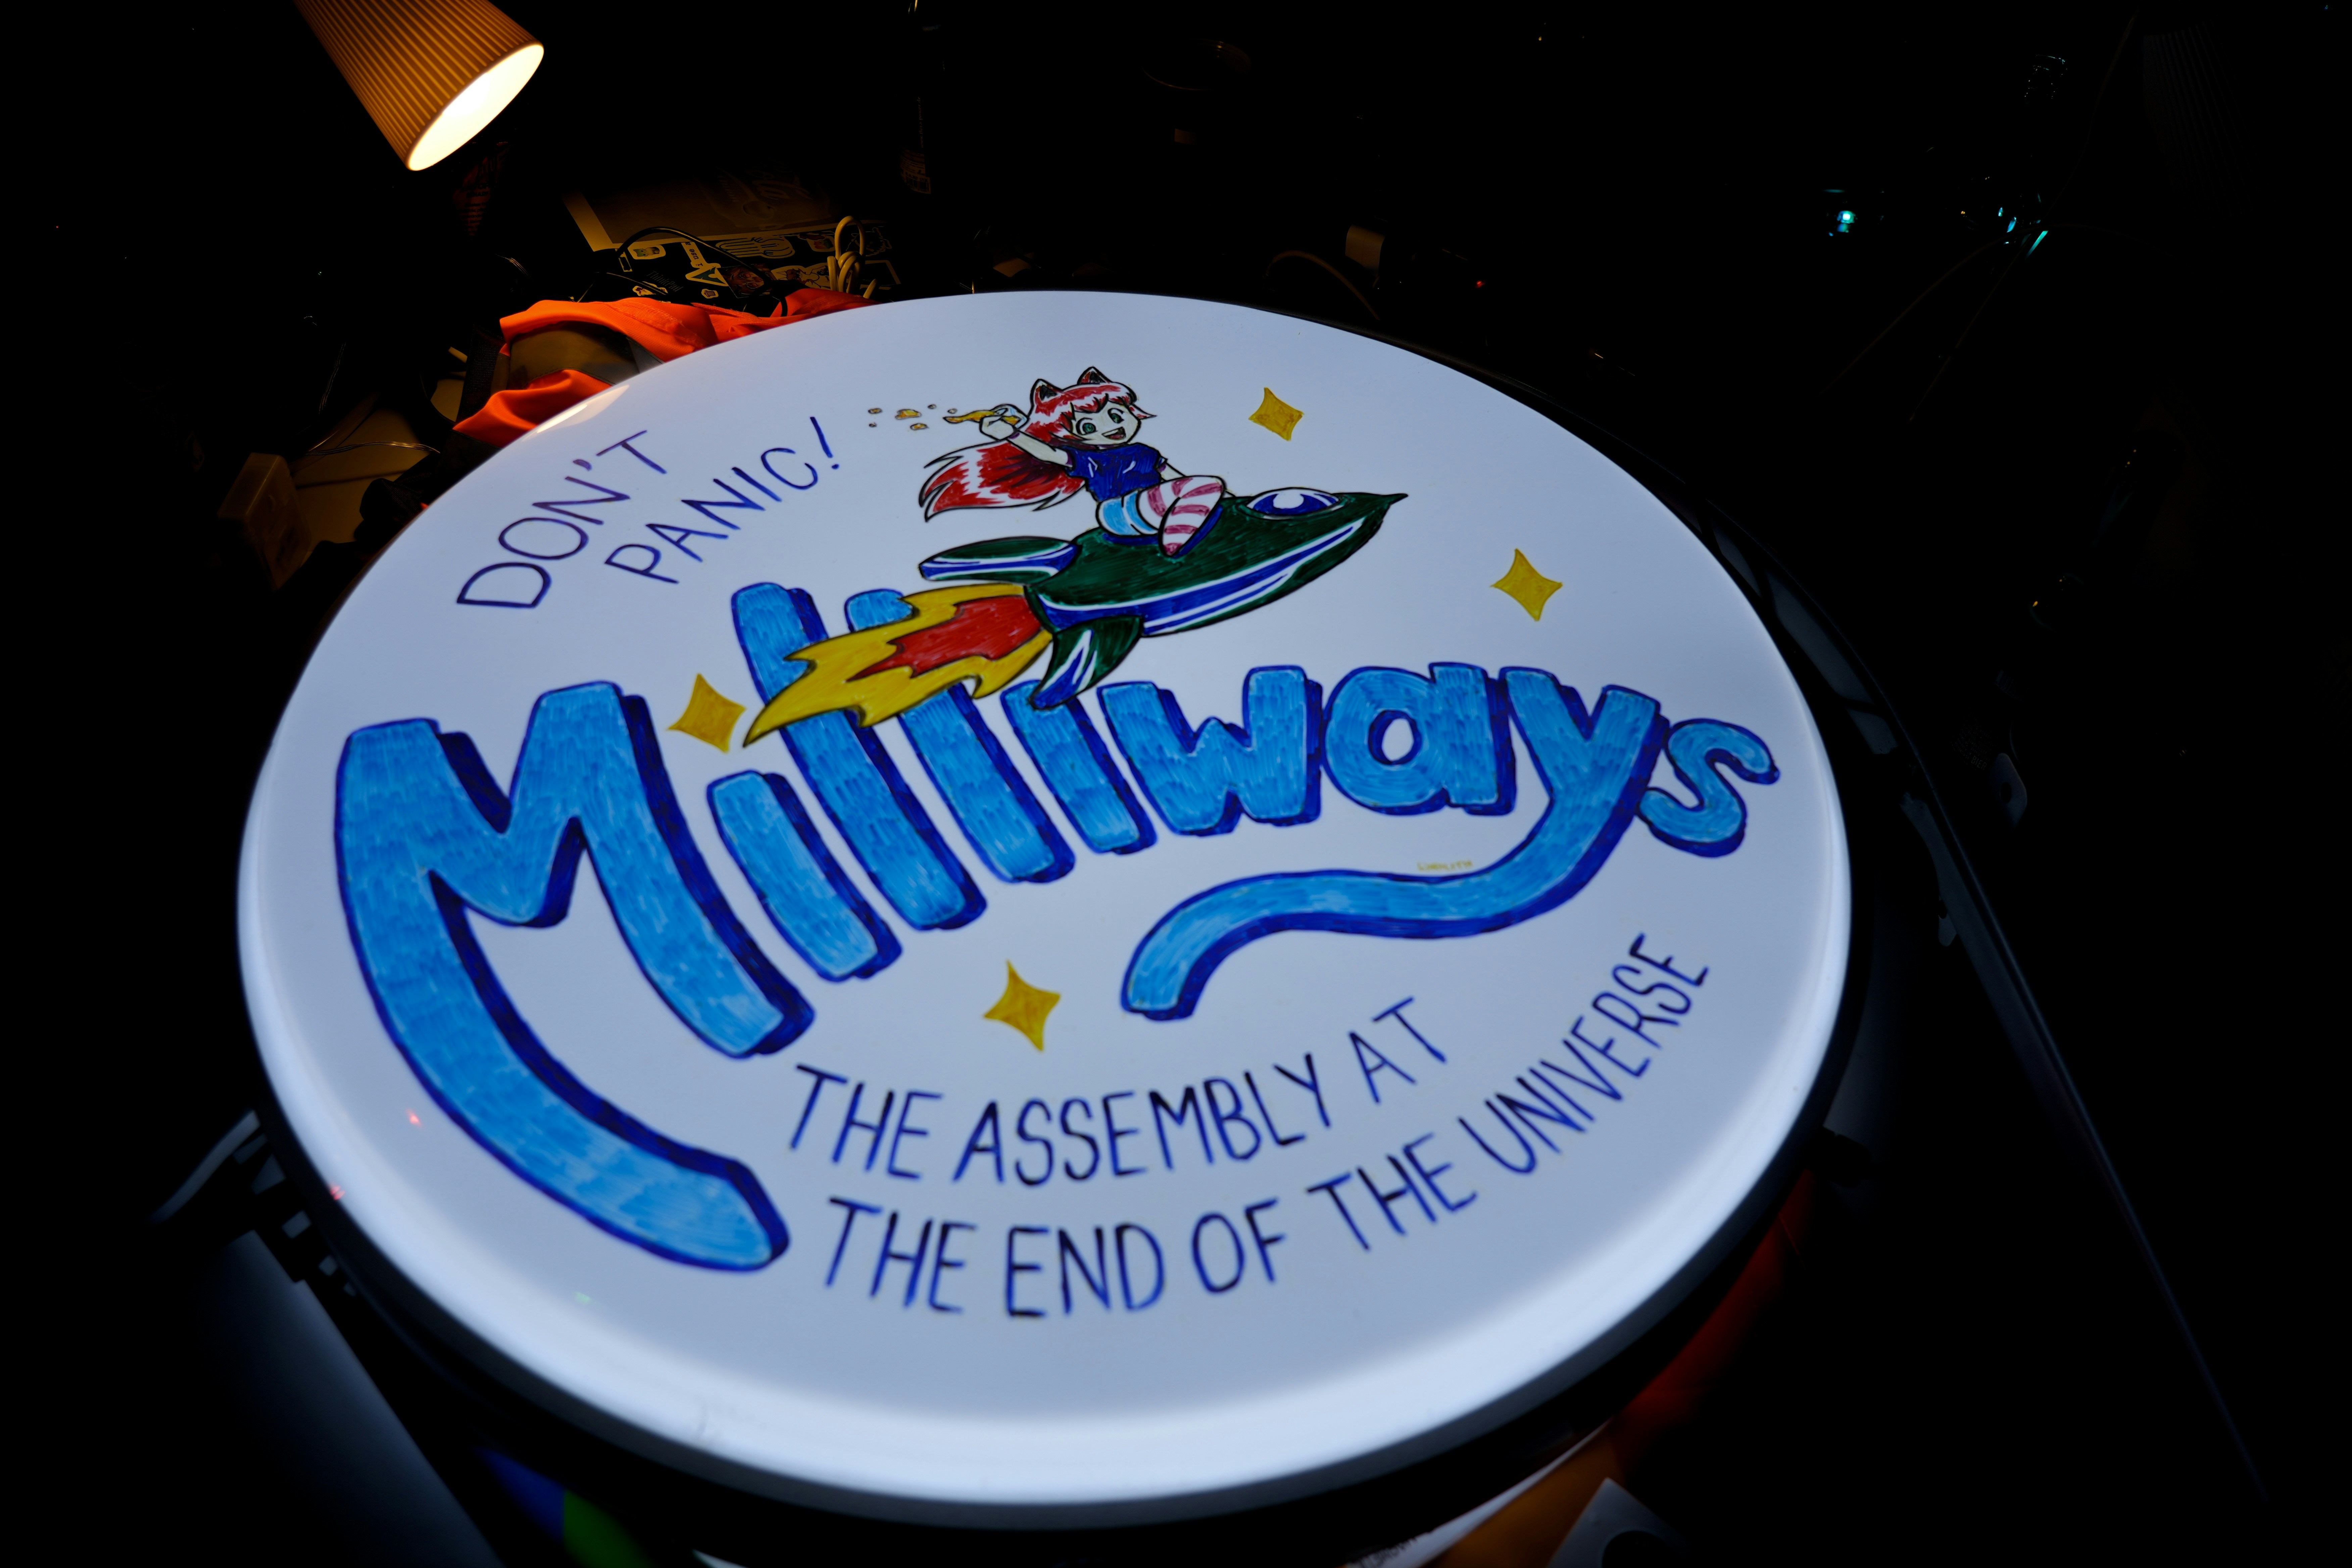 DON'T
PANIC!
Milliways
THE ASSEMBLY AT
THE END OF THE UNIVERSE